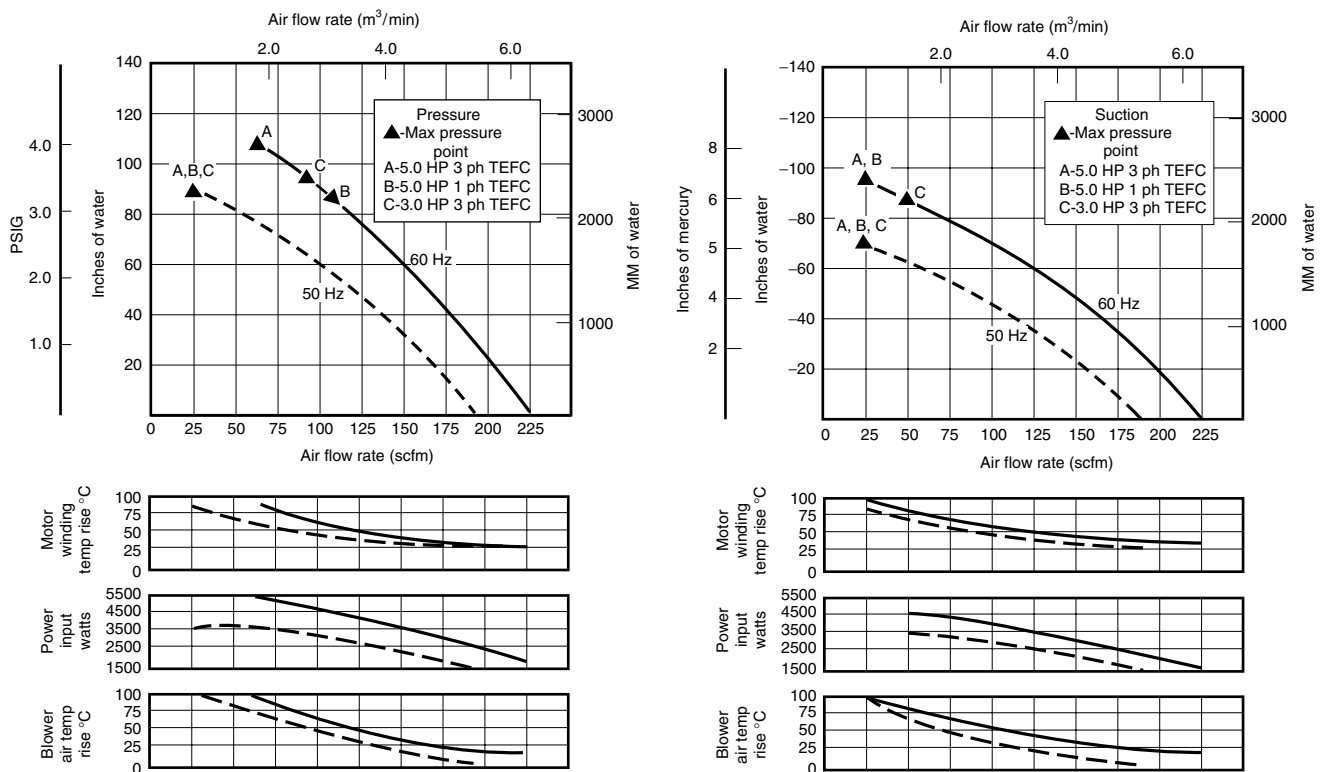 Air flow rate (m³/min)
2.0 4.0 6.0
PSIG
4.0
3.0
2.0
1.0
Inches of water
140
120
100
80
60
40
20
MM of water
3000
2000
1000
Pressure
▲-Max pressure
point
A-5.0 HP 3 ph TEFC
B-5.0 HP 1 ph TEFC
C-3.0 HP 3 ph TEFC
A
C
B
A,B,C
60 Hz
50 Hz
0 25 50 75 100 125 150 175 200 225
Air flow rate (scfm)
Motor
winding
temp rise °C
100
75
50
25
0
Power
input
watts
5500
4500
3500
1500
Blower
air temp
rise °C
100
75
50
25
0
Air flow rate (m³/min)
2.0 4.0 6.0
Inches of mercury
8
6
5
4
2
Inches of water
–140
–120
–100
–80
–60
–40
–20
MM of water
3000
2000
1000
Suction
▲-Max pressure
point
A-5.0 HP 3 ph TEFC
B-5.0 HP 1 ph TEFC
C-3.0 HP 3 ph TEFC
A, B
C
A, B, C
60 Hz
50 Hz
0 25 50 75 100 125 150 175 200 225
Air flow rate (scfm)
Motor
winding
temp rise °C
100
75
50
25
0
Power
input
watts
5500
4500
3500
2500
1500
Blower
air temp
rise °C
100
75
50
25
0